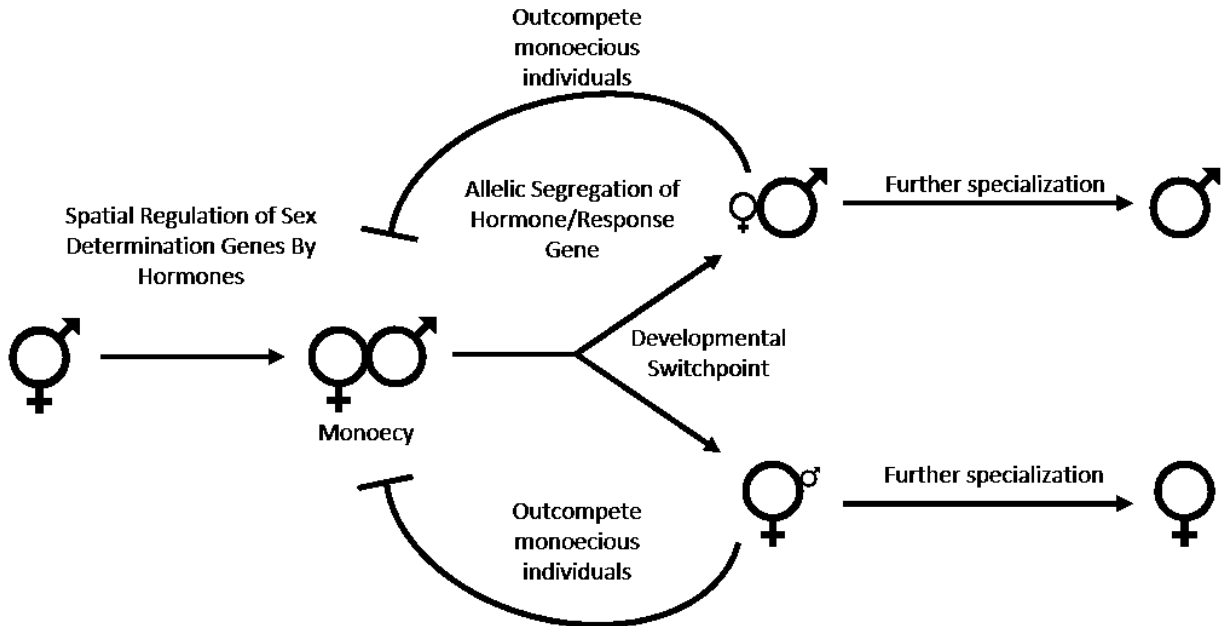 Outcompete
monoecious
individuals
Allelic Segregation of
Hormone/Response
Gene
Further specialization
Spatial Regulation of Sex
Determination Genes By
Hormones
Developmental
Switchpoint
Monoecy
Further specialization
Outcompete
monoecious
individuals